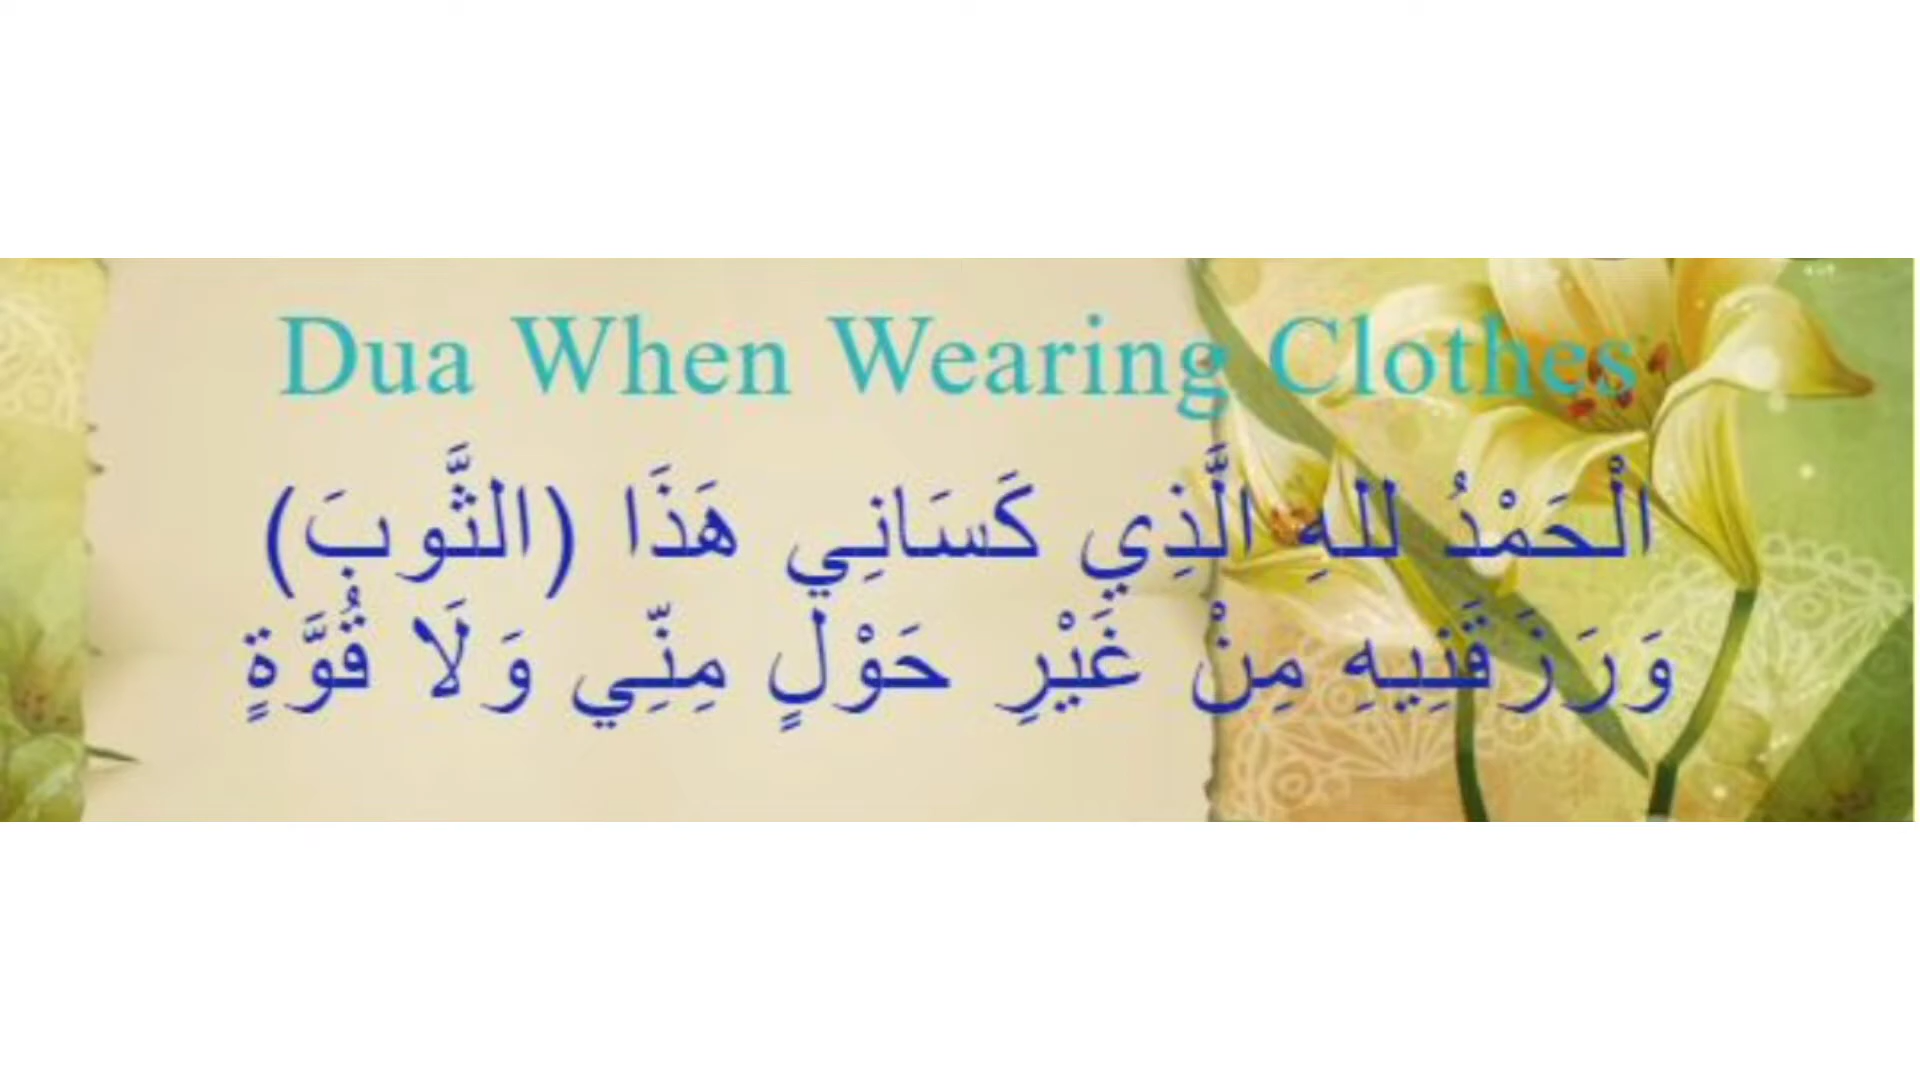 Dua When Wearing Clothes
الْحَمْدُ للهِ الَّذِي كَسَانِي هَذَا (الثَّوبَ)
وَرَزَقَنِيهِ مِنْ غَيْرِ حَوْلٍ مِنِّي وَلَا قُوَّةٍ